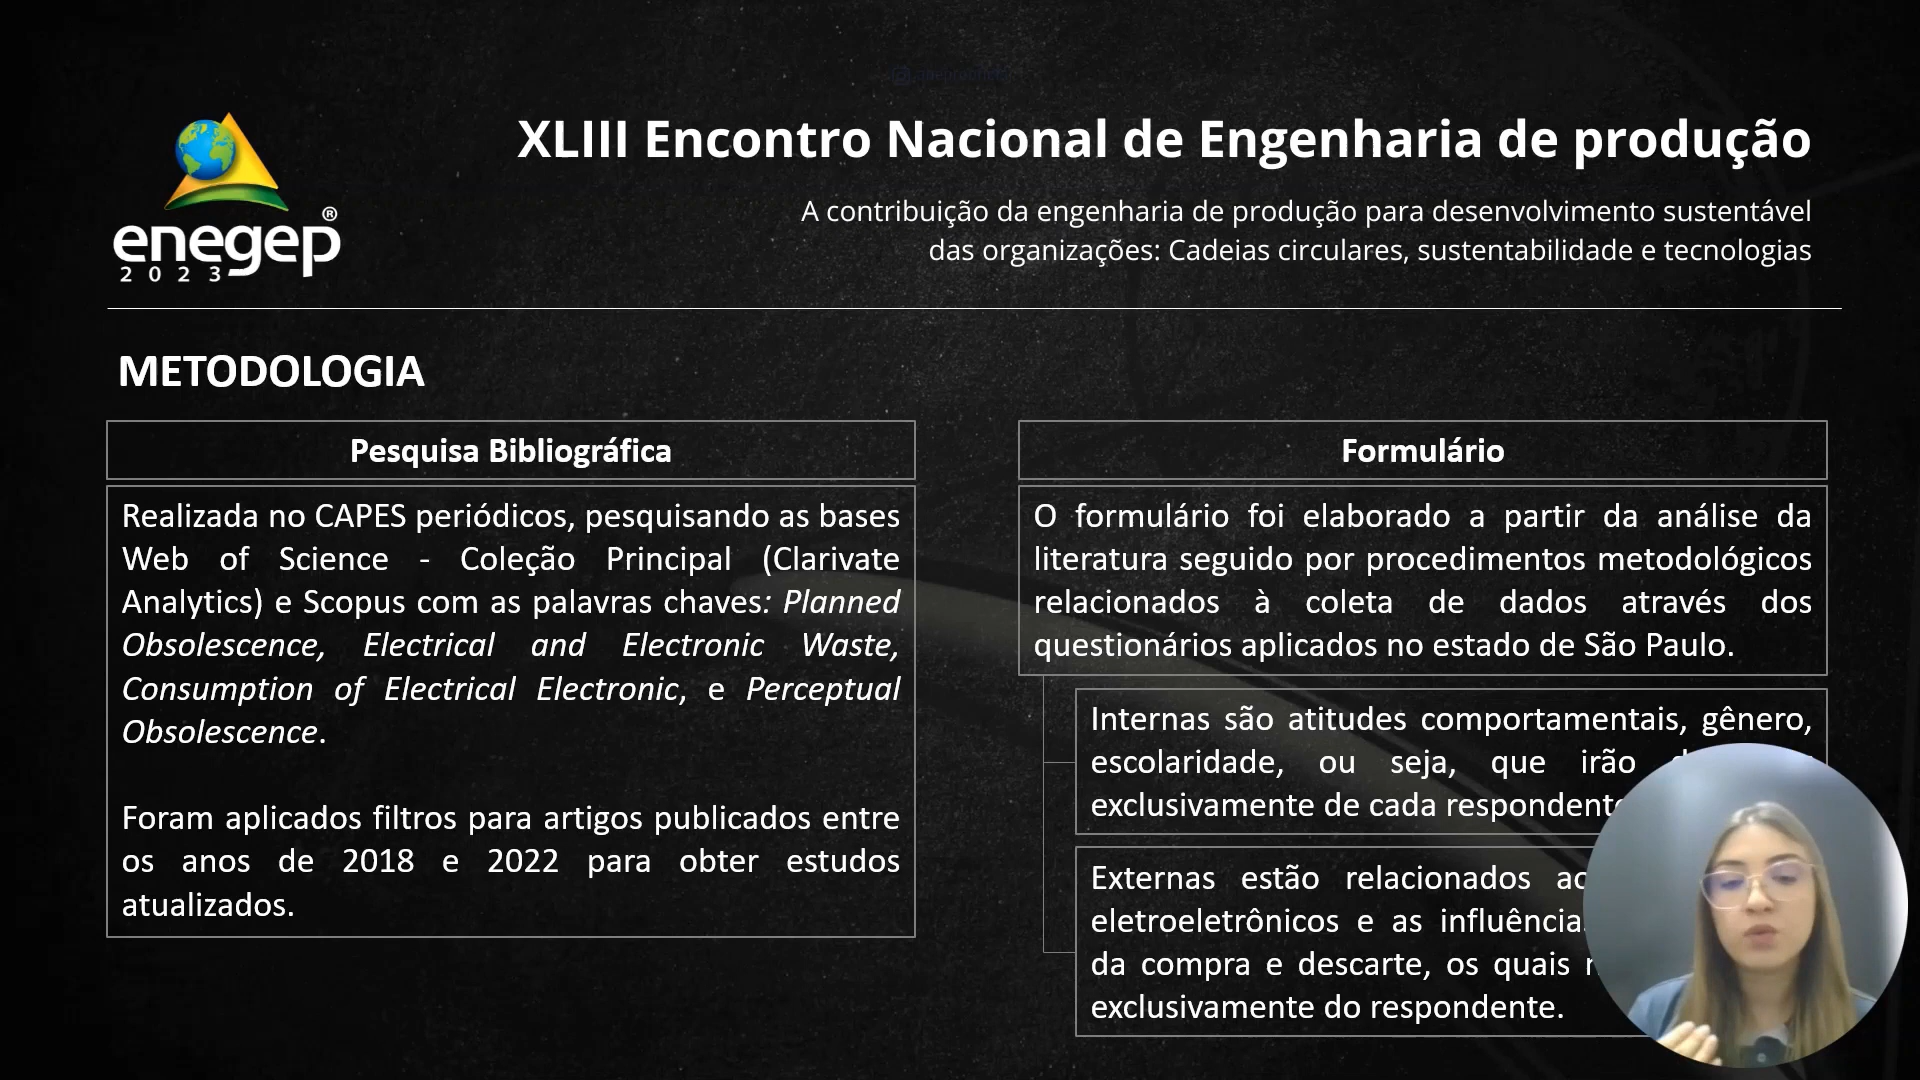 XLIII Encontro Nacional de Engenharia de produção
A contribuição da engenharia de produção para desenvolvimento sustentável
das organizações: Cadeias circulares, sustentabilidade e tecnologias
enegep®
2023
METODOLOGIA
Pesquisa Bibliográfica
Realizada no CAPES periódicos, pesquisando as bases
Web of Science - Coleção Principal (Clarivate
Analytics) e Scopus com as palavras chaves: Planned
Obsolescence, Electrical and Electronic Waste,
Consumption of Electrical Electronic, e Perceptual
Obsolescence.
Foram aplicados filtros para artigos publicados entre
os anos de 2018 e 2022 para obter estudos
atualizados.
Formulário
O formulário foi elaborado a partir da análise da
literatura seguido por procedimentos metodológicos
relacionados à coleta de dados através dos
questionários aplicados no estado de São Paulo.
Internas são atitudes comportamentais, gênero,
escolaridade, ou seja, que irão
exclusivamente de cada respondente
Externas estão relacionados
eletroeletrônicos e as
da compra e descarte, os quais
exclusivamente do respondente.